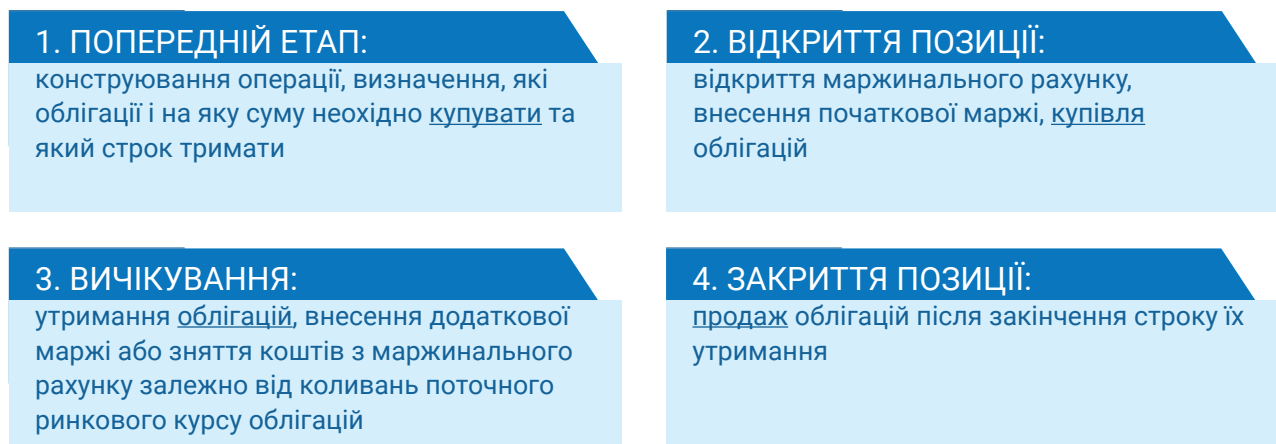 1. ПОПЕРЕДНІЙ ЕТАП:
конструювання операції, визначення, які
облігації і на яку суму неохідно купувати та
який строк тримати
2. ВІДКРИТТЯ ПОЗИЦІЇ:
відкриття маржинального рахунку,
внесення початкової маржі, купівля
облігацій
3. ВИЧІКУВАННЯ:
утримання облігацій, внесення додаткової
маржі або зняття коштів з маржинального
рахунку залежно від коливань поточного
ринкового курсу облігацій
4. ЗАКРИТТЯ ПОЗИЦІЇ:
продаж облігацій після закінчення строку їх
утримання